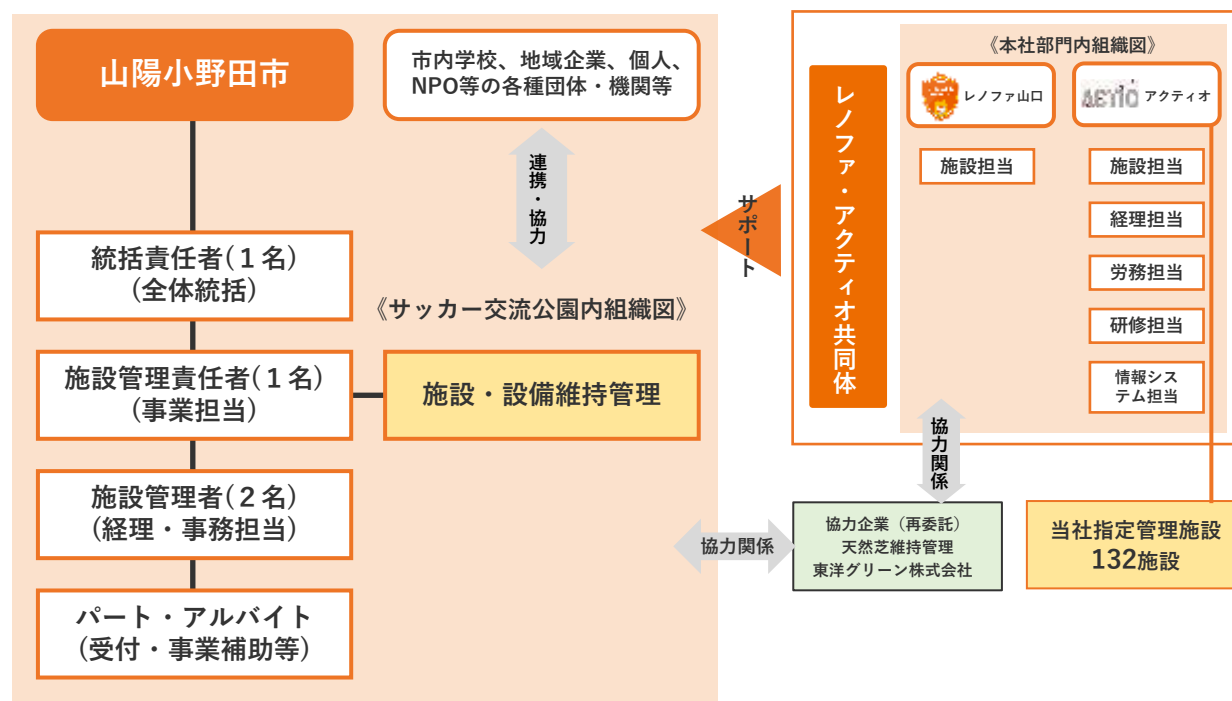 山陽小野田市
市内学校、地域企業、個人、
NPO等の各種団体・機関等
連携・協力
統括責任者(１名)
(全体統括)
《サッカー交流公園内組織図》
施設管理責任者(１名)
(事業担当)
施設・設備維持管理
施設管理者(２名)
(経理・事務担当)
パート・アルバイト
(受付・事業補助等)
サポート
レノファ・アクティオ共同体
《本社部門内組織図》
レノファ山口
AΕΤΙΟ アクティオ
施設担当
施設担当
経理担当
労務担当
研修担当
情報シス
テム担当
協力関係
協力関係
協力企業（再委託）
天然芝維持管理
東洋グリーン株式会社
当社指定管理施設
132施設